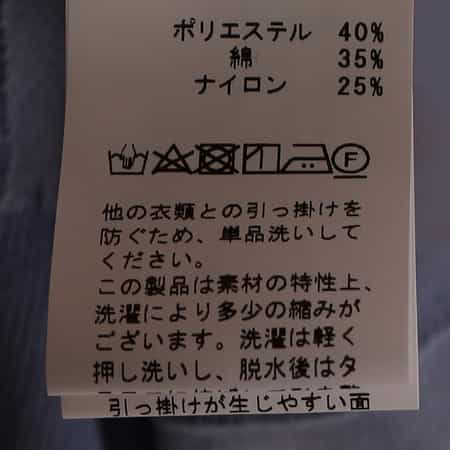 ポリエステル 40%
綿 35%
ナイロン 25%
F
他の衣類との引っ掛けを
防ぐため、単品洗いして
ください。
この製品は素材の特性上、
洗濯により多少の縮みが
ございます。洗濯は軽く
押し洗いし、脱水後はタ
引っ掛けが生じやすい面